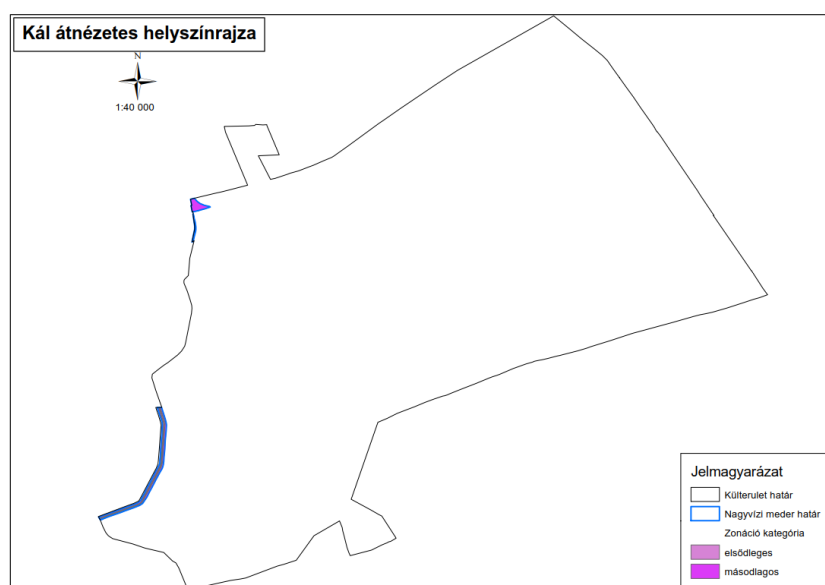 Kál átnézetes helyszínrajza
N
1:40 000
Jelmagyarázat
Külterulet határ
Nagyvízi meder határ
Zonáció kategória
elsődleges
másodlagos